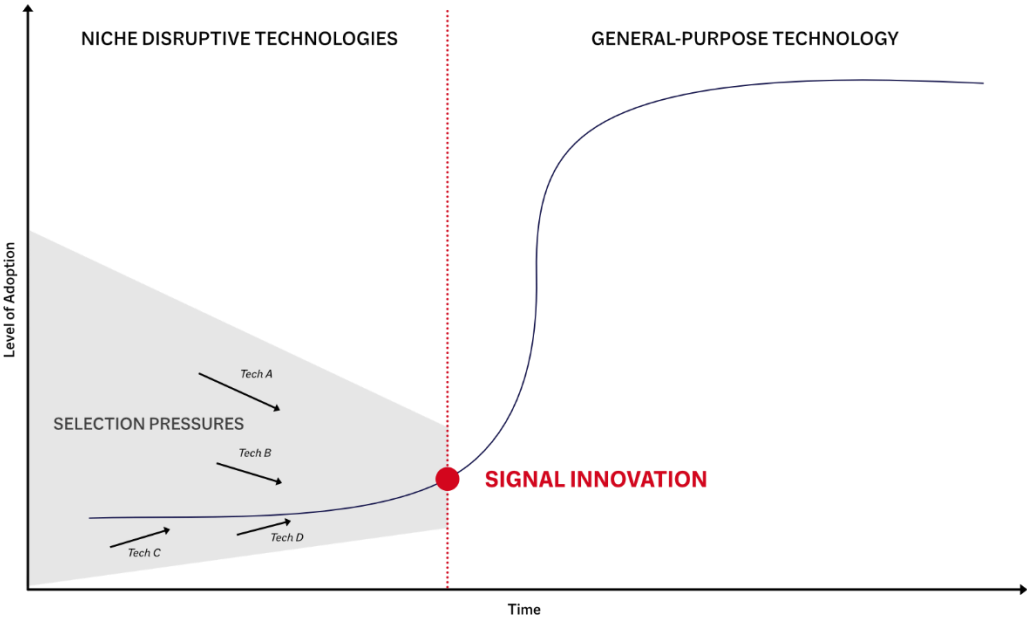 NICHE DISRUPTIVE TECHNOLOGIES
GENERAL-PURPOSE TECHNOLOGY
Level of Adoption
Tech A
SELECTION PRESSURES
Tech B
SIGNAL INNOVATION
Tech C
Tech D
Time